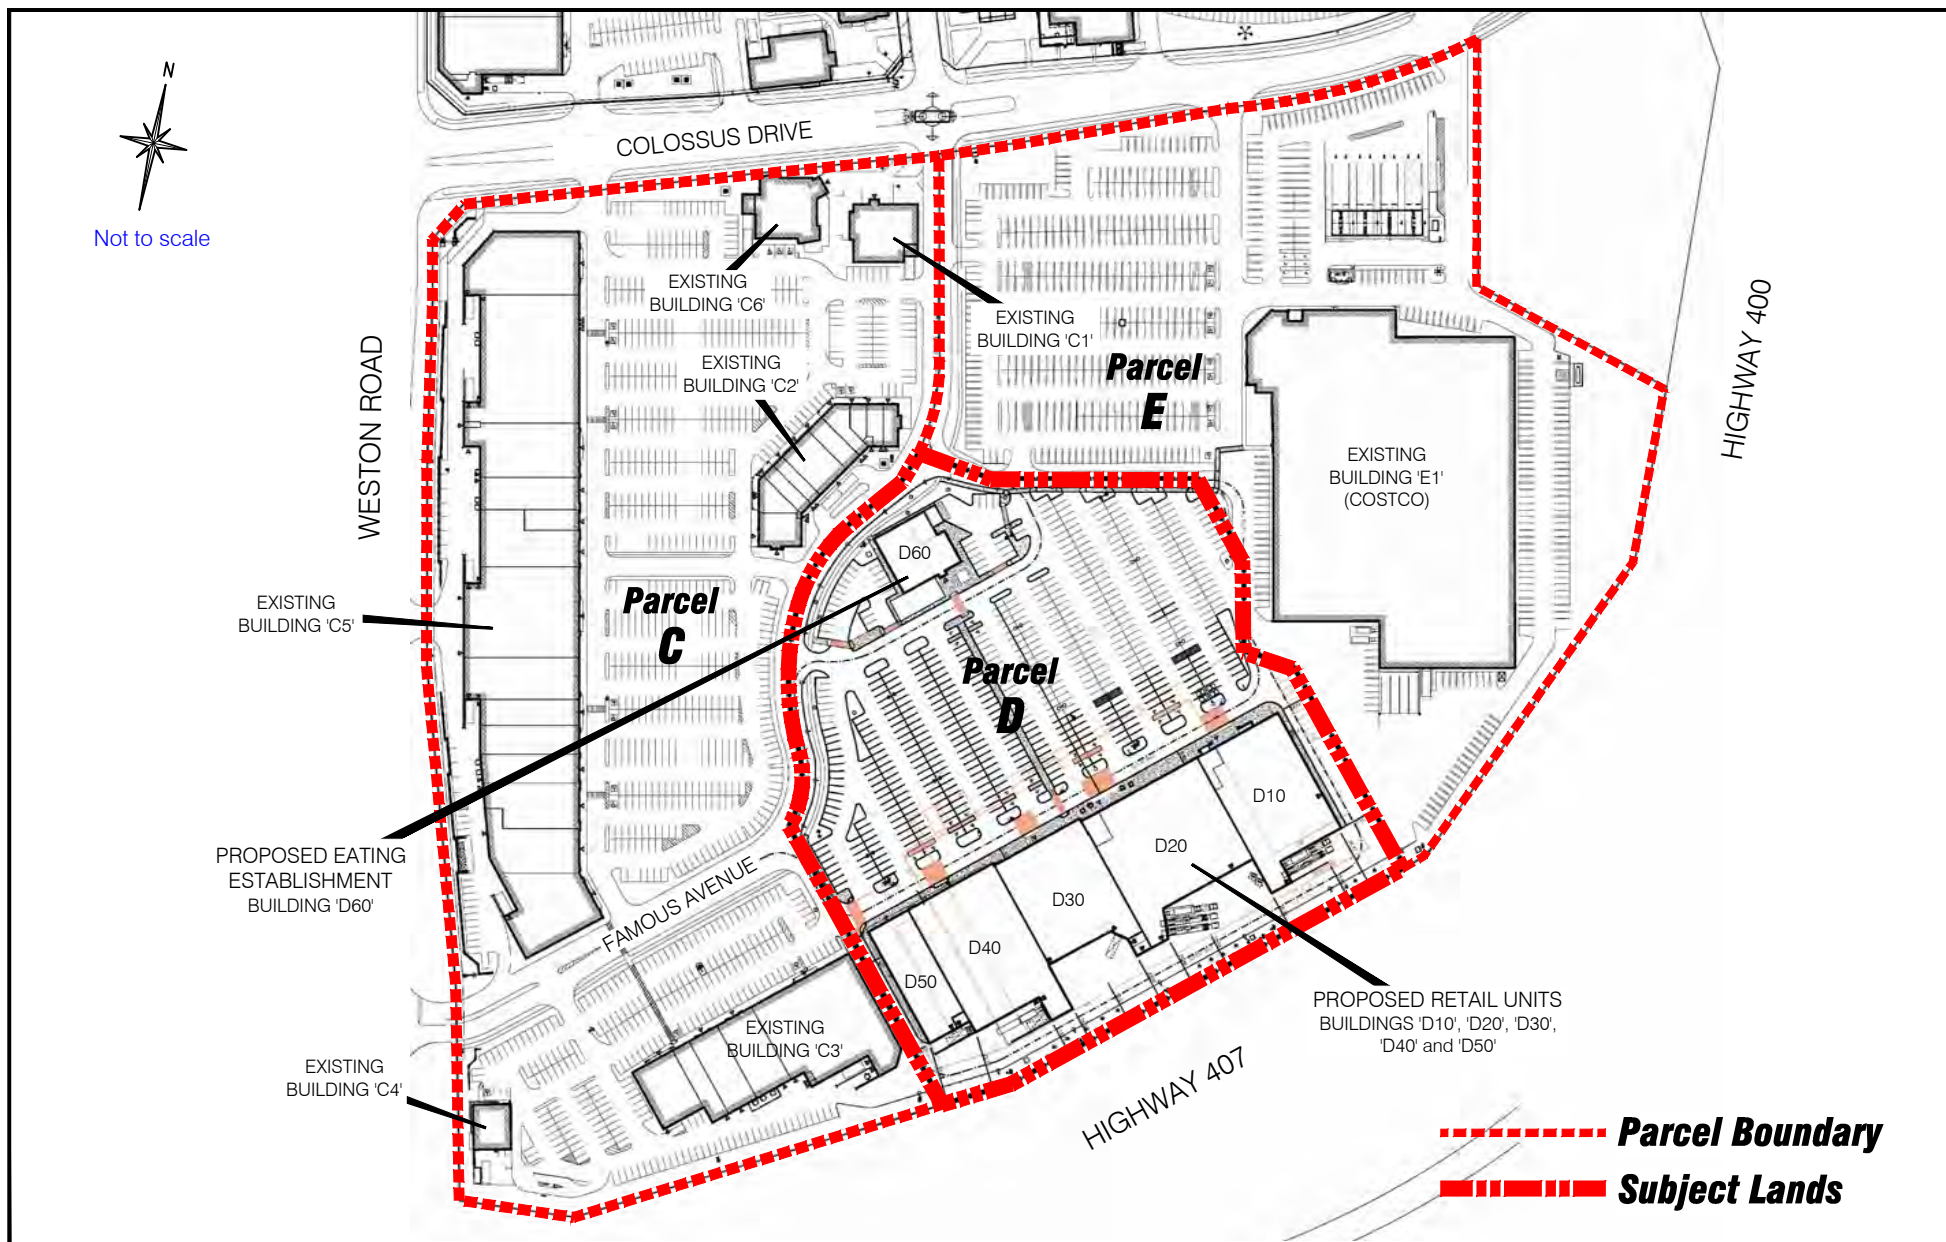 N
Not to scale
COLOSSUS DRIVE
WESTON ROAD
HIGHWAY 400
EXISTING
BUILDING 'C6'
EXISTING
BUILDING 'C1'
EXISTING
BUILDING 'C2'
Parcel
E
EXISTING
BUILDING 'E1'
(COSTCO)
D60
EXISTING
BUILDING 'C5'
Parcel
C
Parcel
D
D10
D20
D30
D40
D50
PROPOSED EATING
ESTABLISHMENT
BUILDING 'D60'
FAMOUS AVENUE
EXISTING
BUILDING 'C3'
EXISTING
BUILDING 'C4'
PROPOSED RETAIL UNITS
BUILDINGS 'D10', 'D20', 'D30',
'D40' and 'D50'
HIGHWAY 407
Parcel Boundary
Subject Lands